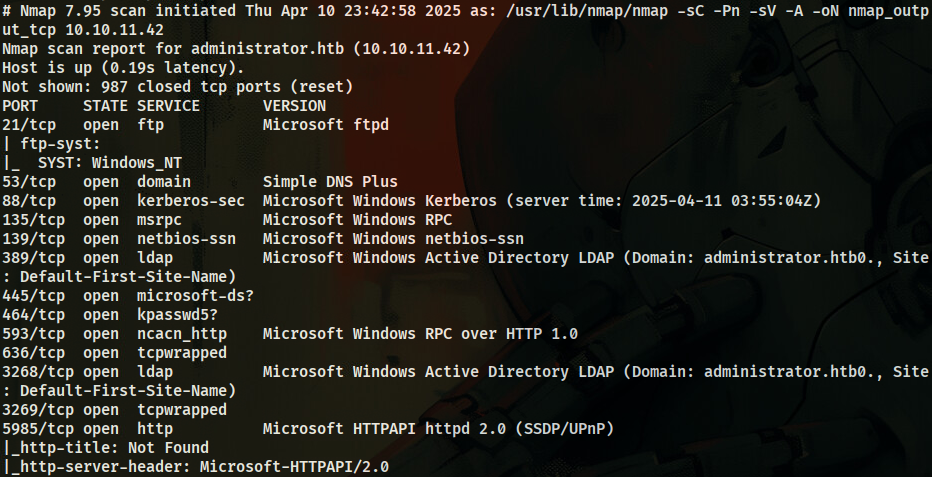 # Nmap 7.95 scan initiated Thu Apr 10 23:42:58 2025 as: /usr/lib/nmap/nmap -sC -Pn -sV -A -oN nmap_outp
ut_tcp 10.10.11.42
Nmap scan report for administrator.htb (10.10.11.42)
Host is up (0.19s latency).
Not shown: 987 closed tcp ports (reset)
PORT     STATE SERVICE       VERSION
21/tcp   open  ftp           Microsoft ftpd
| ftp-syst:
|_  SYST: Windows_NT
53/tcp   open  domain        Simple DNS Plus
88/tcp   open  kerberos-sec  Microsoft Windows Kerberos (server time: 2025-04-11 03:55:04Z)
135/tcp  open  msrpc         Microsoft Windows RPC
139/tcp  open  netbios-ssn   Microsoft Windows netbios-ssn
389/tcp  open  ldap          Microsoft Windows Active Directory LDAP (Domain: administrator.htb0., Site
: Default-First-Site-Name)
445/tcp  open  microsoft-ds?
464/tcp  open  kpasswd5?
593/tcp  open  ncacn_http    Microsoft Windows RPC over HTTP 1.0
636/tcp  open  tcpwrapped
3268/tcp open  ldap          Microsoft Windows Active Directory LDAP (Domain: administrator.htb0., Site
: Default-First-Site-Name)
3269/tcp open  tcpwrapped
5985/tcp open  http          Microsoft HTTPAPI httpd 2.0 (SSDP/UPnP)
|_http-title: Not Found
|_http-server-header: Microsoft-HTTPAPI/2.0